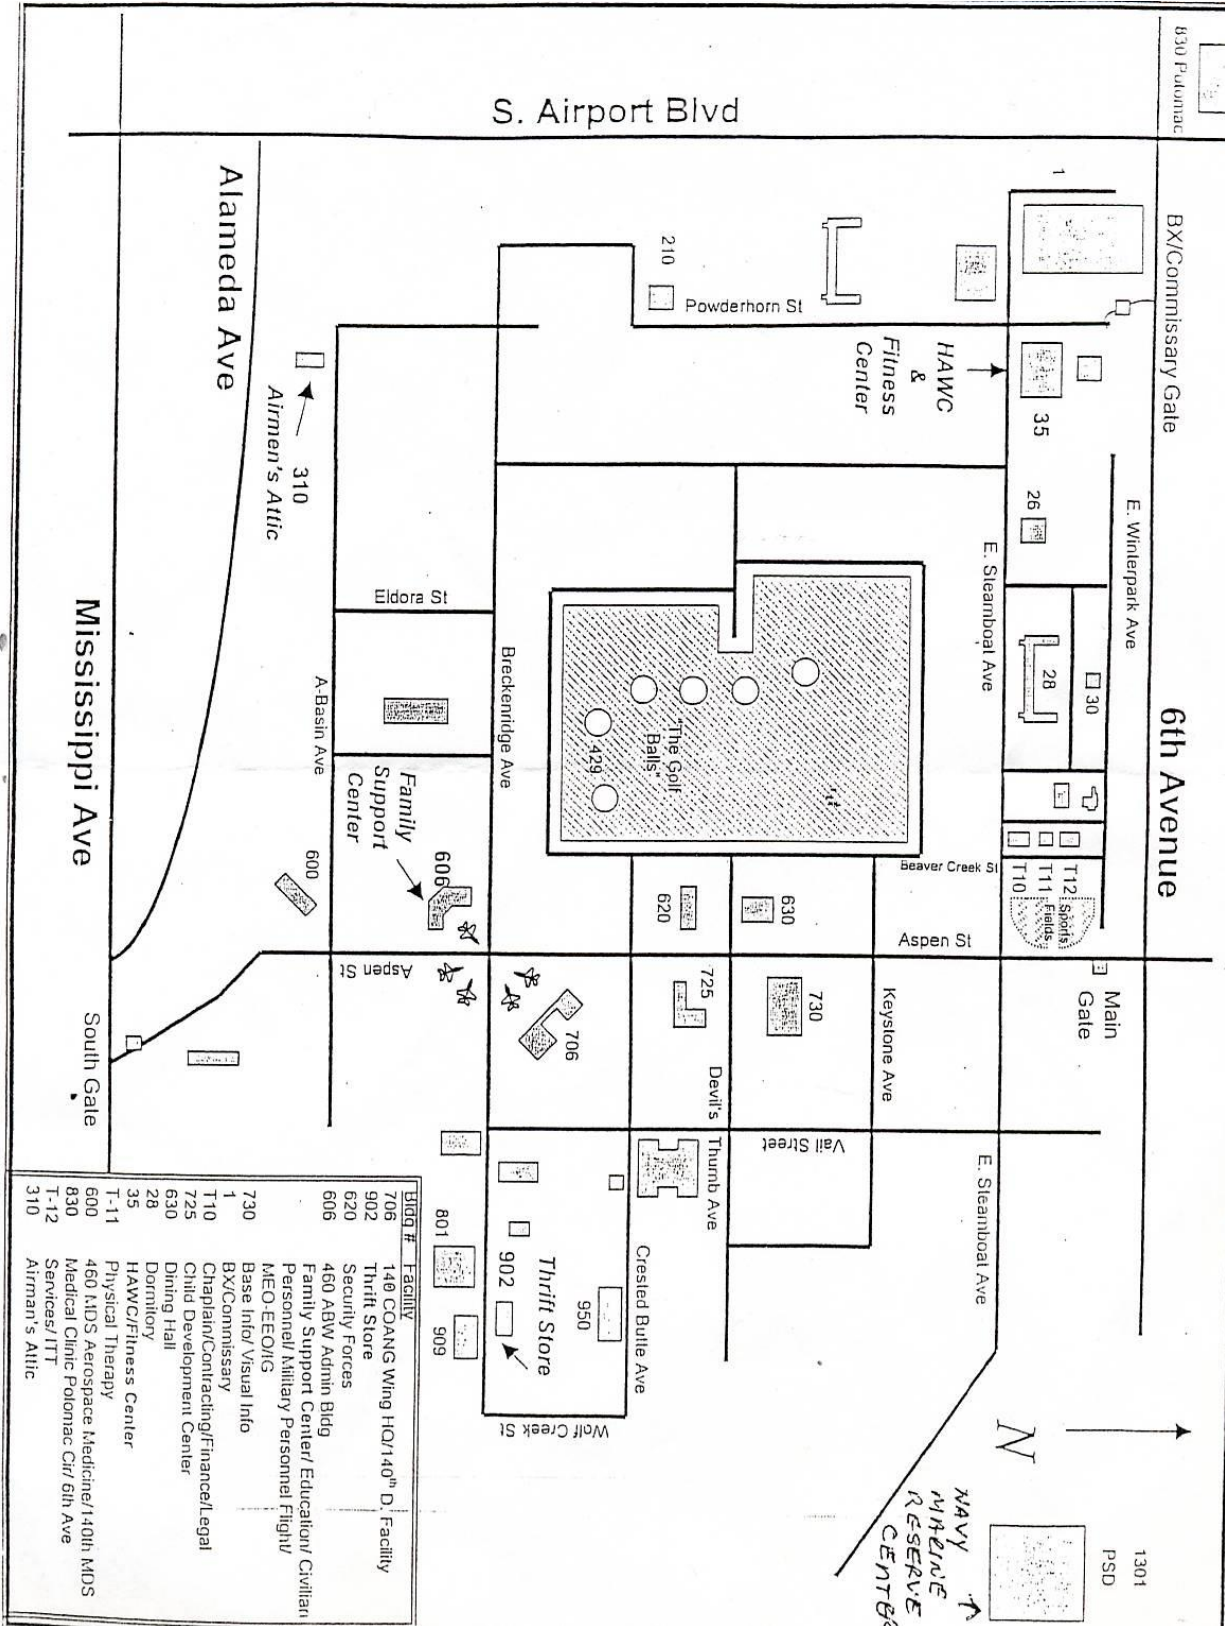 830 Potomac
BX/Commissary Gate
6th Avenue
S. Airport Blvd
1
E. Winterpark Ave
35
26
30
28
HAWC
&
Fitness
Center
E. Steamboat Ave
T12
T11
T10
Sports
Fields
Main
Gate
210
Powderhorn St
"The Golf
Balls"
429
Beaver Creek St
Aspen St
Keystone Ave
E. Steamboat Ave
630
620
730
725
Devil's Thumb Ave
Vail Street
Breckenridge Ave
Eldora St
A-Basin Ave
Alameda Ave
310
Airmen's Attic
Family
Support
Center
606
600
Aspen St
706
Crested Butte Ave
950
Thrift Store
902
801
909
Wolf Creek St
Mississippi Ave
South Gate
N
1301
PSD
NAVY
MARINE
RESERVE
CENTER
Bldg # Facility
706 140 COANG Wing HQ/140th D. Facility
902 Thrift Store
620 Security Forces
606 460 ABW Admin Bldg
Family Support Center/ Education/ Civilian
Personnel/ Military Personnel Flight/
MEO-EEO/IG
730 Base Info/ Visual Info
1 BX/Commissary
T10 Chaplain/Contracting/Finance/Legal
725 Child Development Center
630 Dining Hall
28 Dormitory
35 HAWC/Fitness Center
T-11 Physical Therapy
600 460 MDS Aerospace Medicine/140th MDS
830 Medical Clinic Potomac Cir/ 6th Ave
T-12 Services/ ITT
310 Airman's Attic